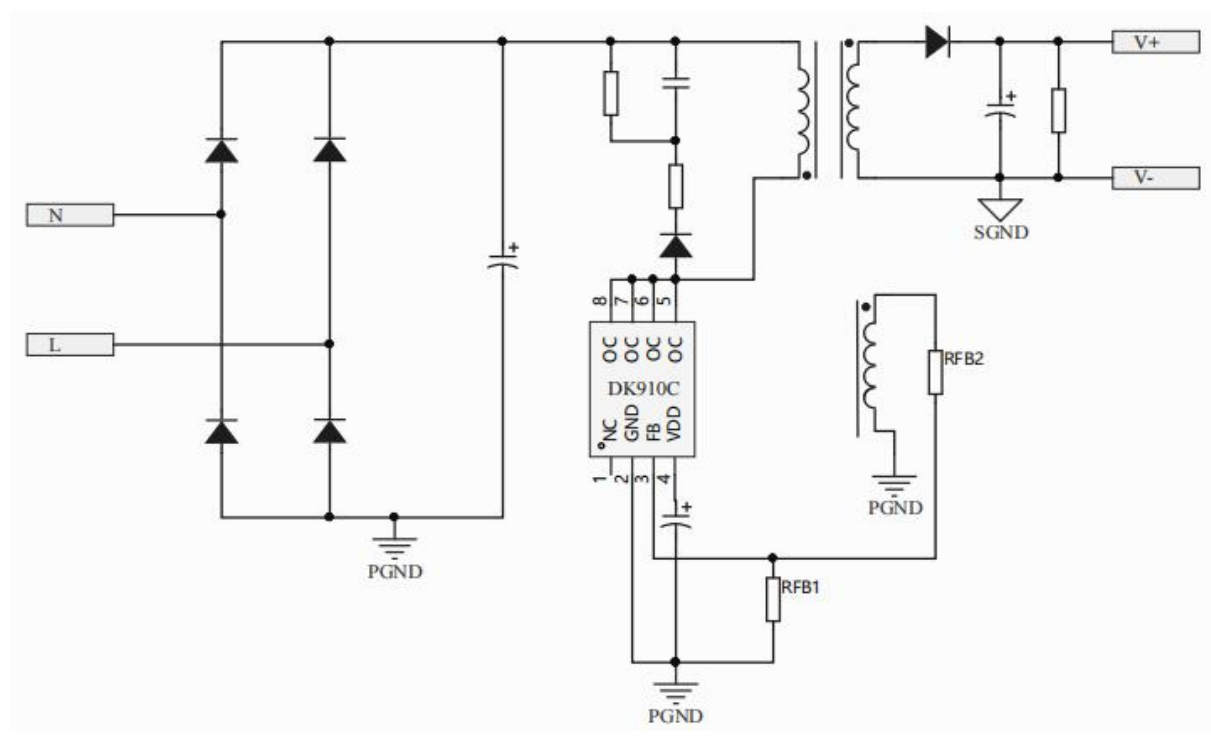 V+
+
+
V-
N
SGND
L
8 7 6 5
OC OC OC OC
DK910C
NC GND FB VDD
1 2 3 4
+
RFB2
PGND
PGND
RFB1
PGND